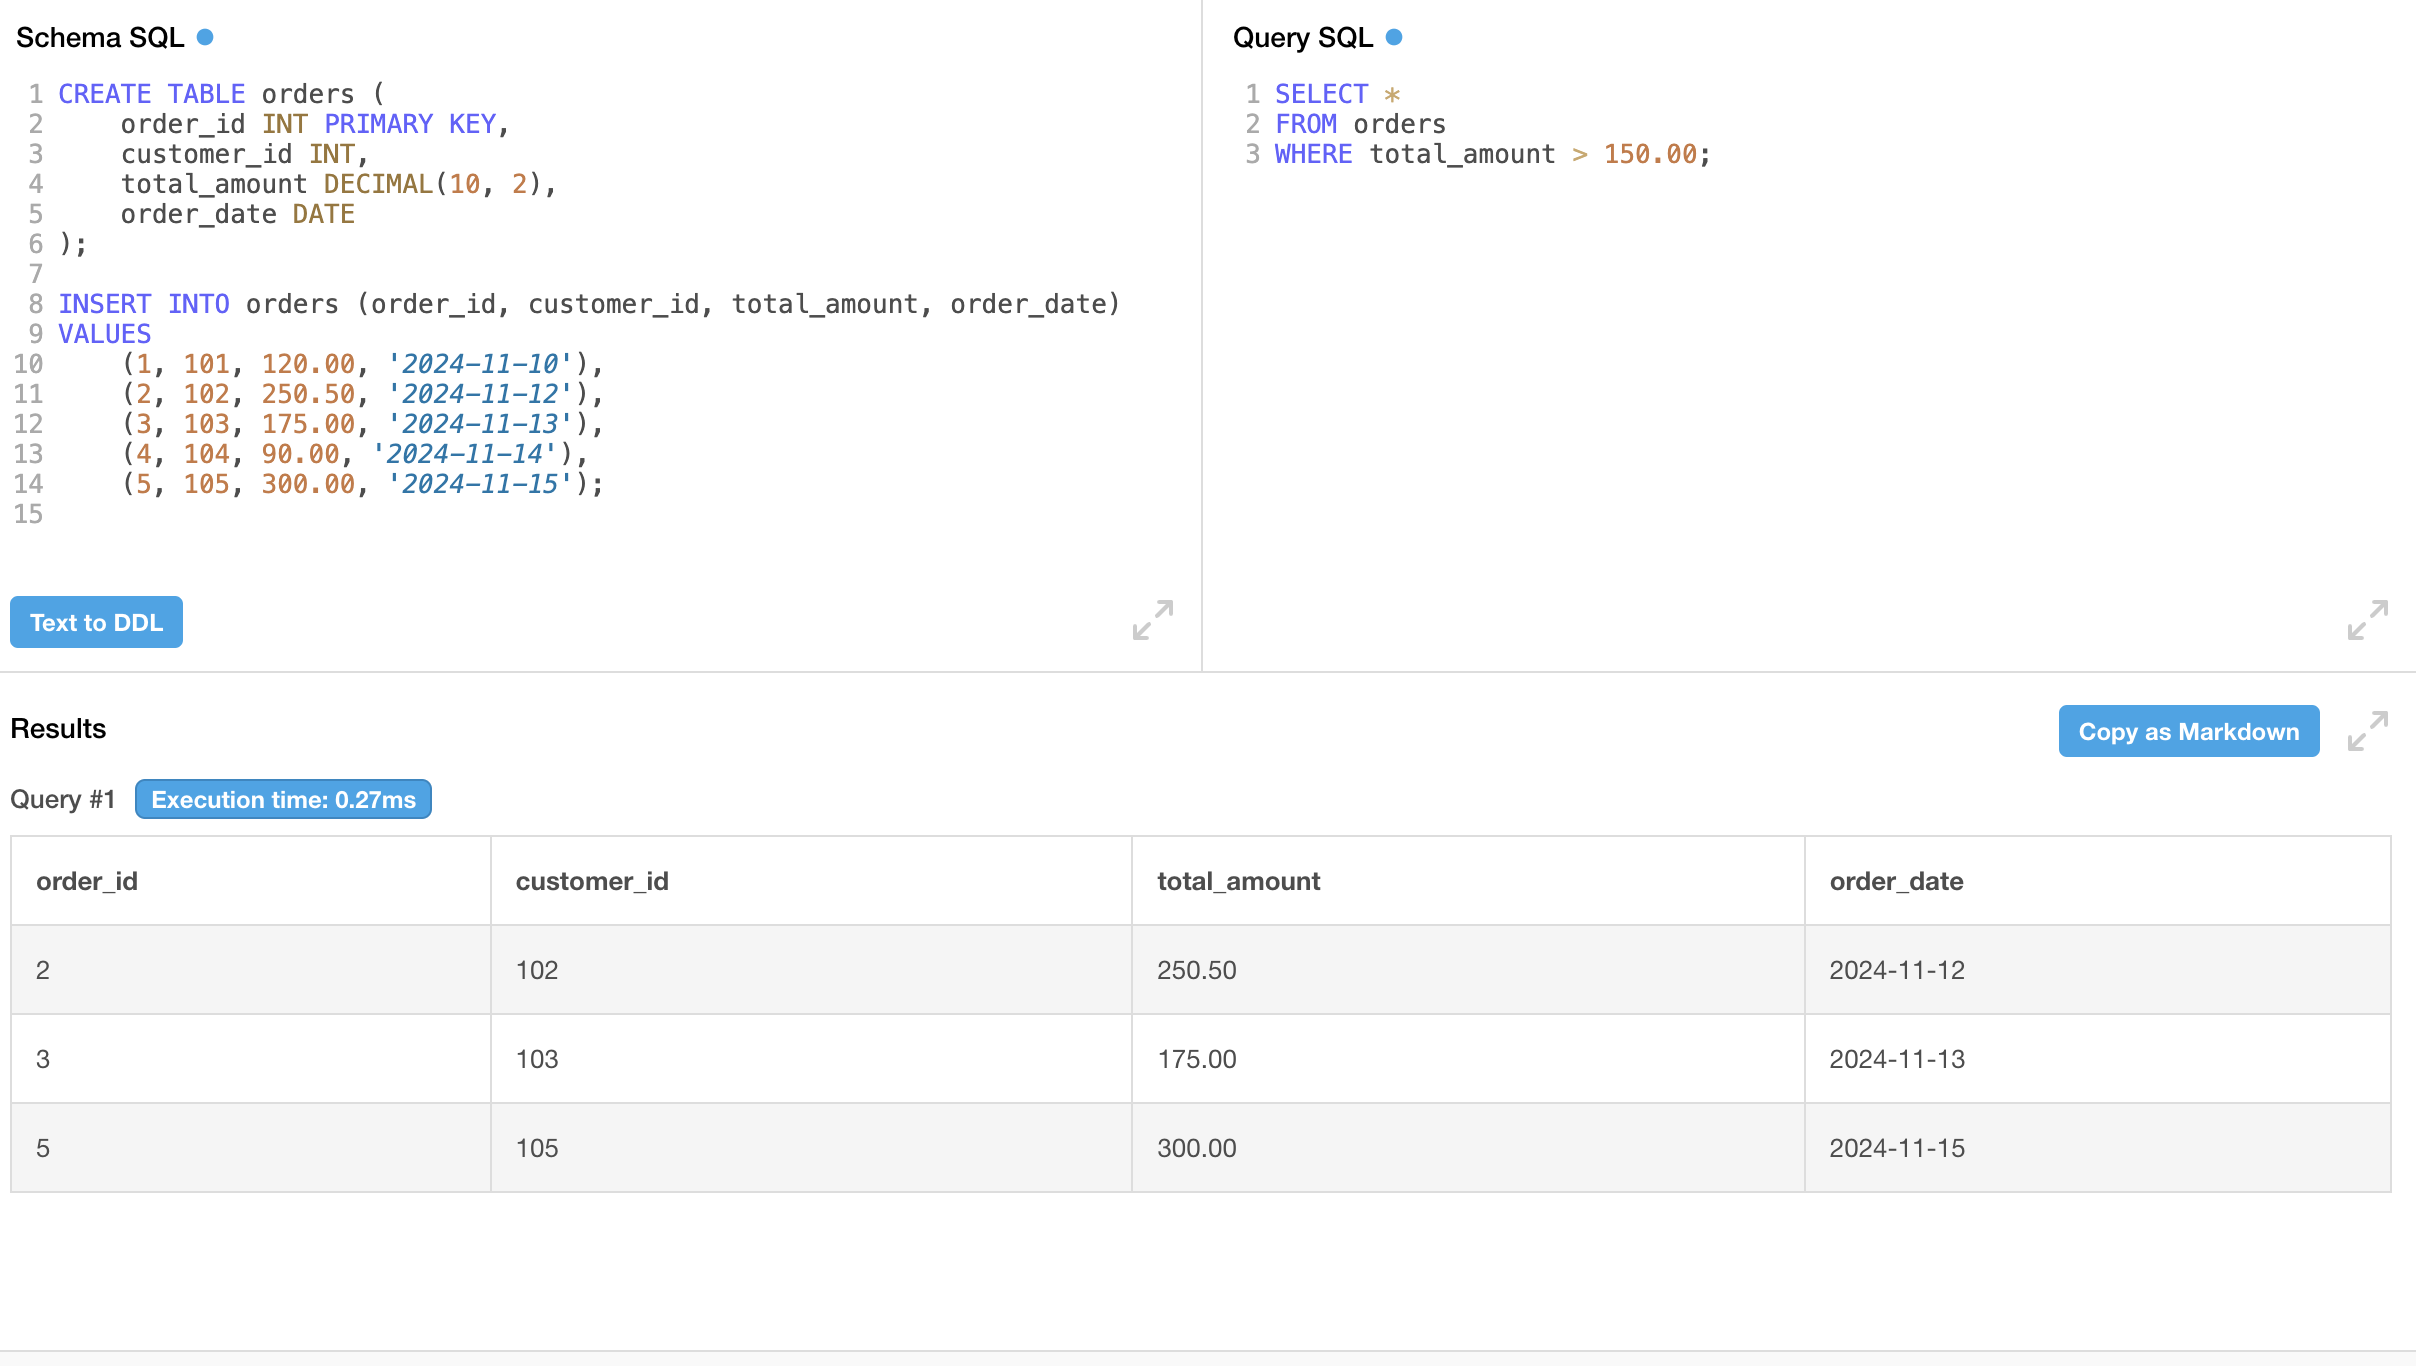 Schema SQL
1 CREATE TABLE orders (
2     order_id INT PRIMARY KEY,
3     customer_id INT,
4     total_amount DECIMAL(10, 2),
5     order_date DATE
6 );
7
8 INSERT INTO orders (order_id, customer_id, total_amount, order_date)
9 VALUES
10     (1, 101, 120.00, '2024-11-10'),
11     (2, 102, 250.50, '2024-11-12'),
12     (3, 103, 175.00, '2024-11-13'),
13     (4, 104, 90.00, '2024-11-14'),
14     (5, 105, 300.00, '2024-11-15');
15
Text to DDL
Query SQL
1 SELECT *
2 FROM orders
3 WHERE total_amount > 150.00;
Results
Copy as Markdown
Query #1 Execution time: 0.27ms
order_id customer_id total_amount order_date
2 102 250.50 2024-11-12
3 103 175.00 2024-11-13
5 105 300.00 2024-11-15